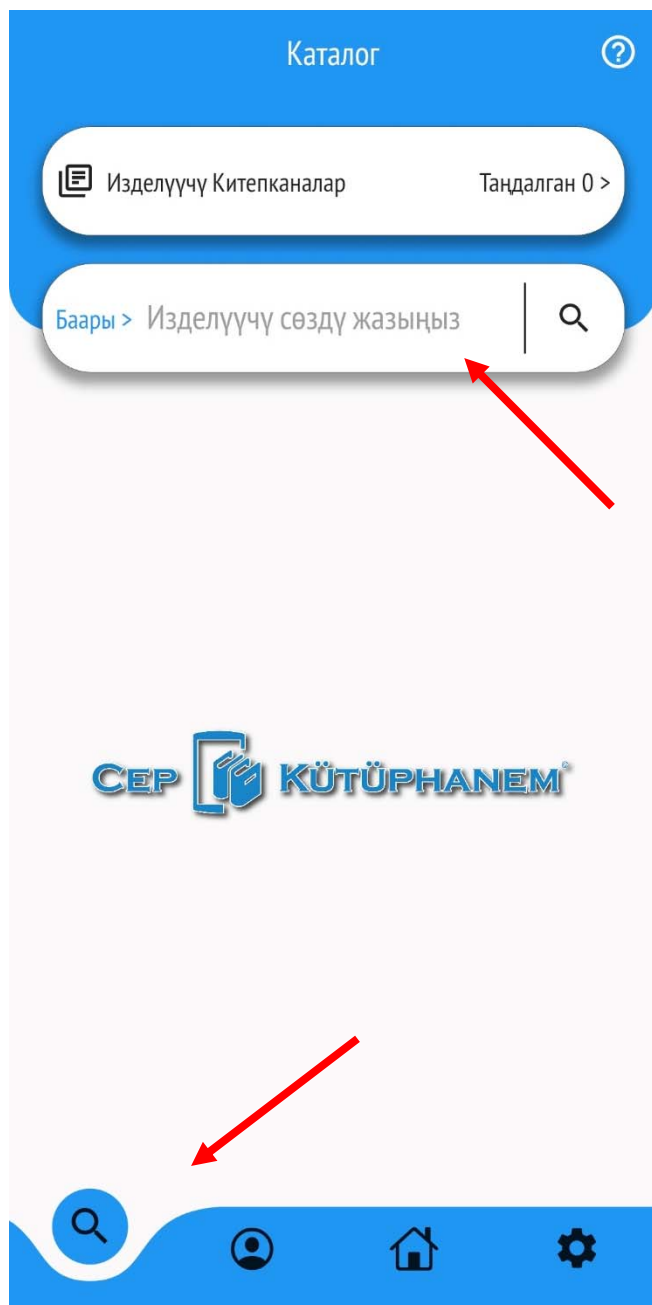 Каталог
Изделүүчү Китепканалар Таңдалган 0 >
Баары > Изделүүчү сөздү жазыңыз
CEP KÜTÜPHANEM